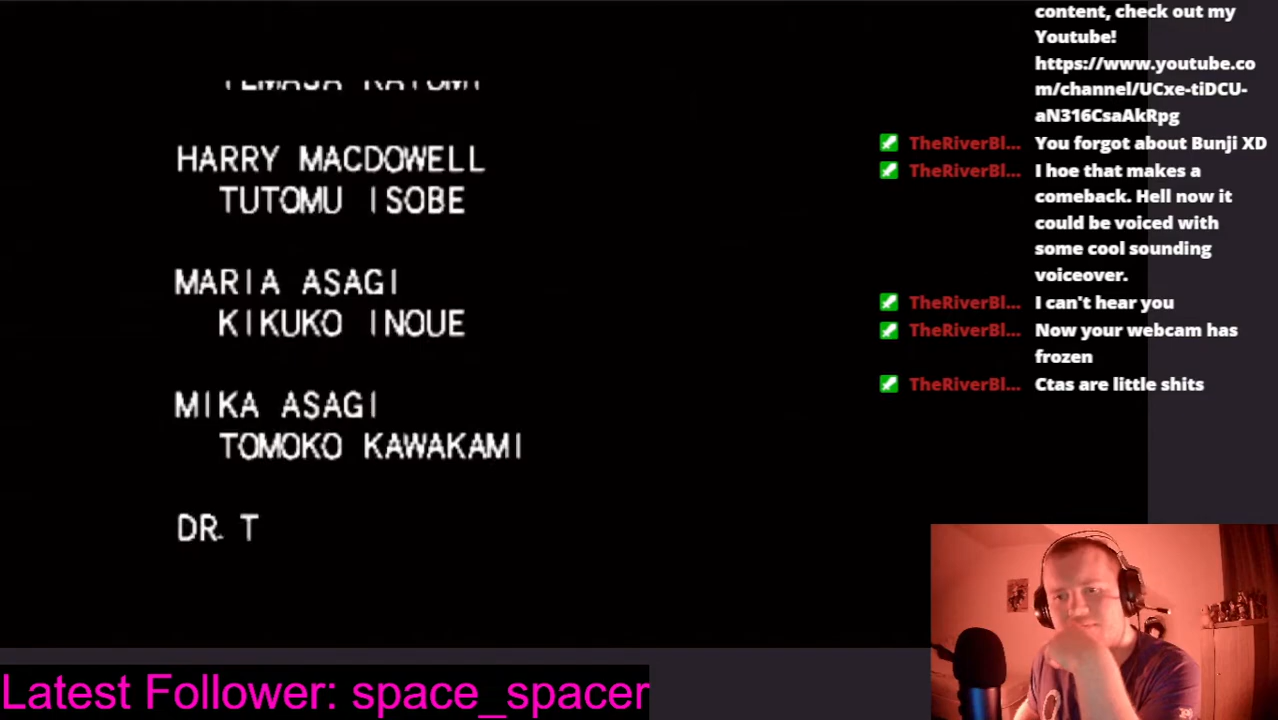 HARRY MACDOWELL
TUTOMU ISOBE
MARIA ASAGI
KIKUKO INOUE
MIKA ASAGI
TOMOKO KAWAKAMI
DR. T
content, check out my
Youtube!
https://www.youtube.co
m/channel/UCxe-tiDCU-
aN316CsaAkRpg
TheRiverBl... You forgot about Bunji XD
TheRiverBl... I hoe that makes a
comeback. Hell now it
could be voiced with
some cool sounding
voiceover.
TheRiverBl... I can't hear you
TheRiverBl... Now your webcam has
frozen
TheRiverBl... Ctas are little shits
Latest Follower: space_spacer